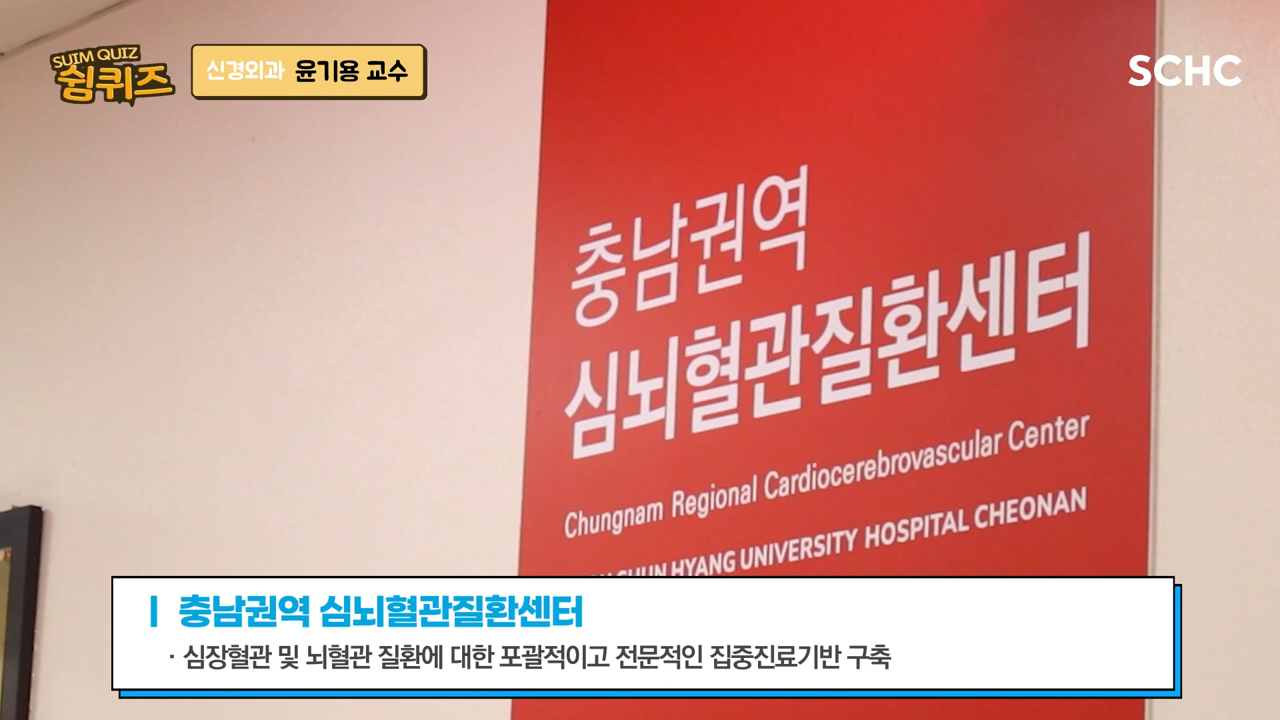 SUIM QUIZ
쉼퀴즈
신경외과 윤기용 교수
SCHC
충남권역
심뇌혈관질환센터
Chungnam Regional Cardiocerebrovascular Center
HYANG UNIVERSITY HOSPITAL CHEONAN
충남권역 심뇌혈관질환센터
· 심장혈관 및 뇌혈관 질환에 대한 포괄적이고 전문적인 집중진료기반 구축